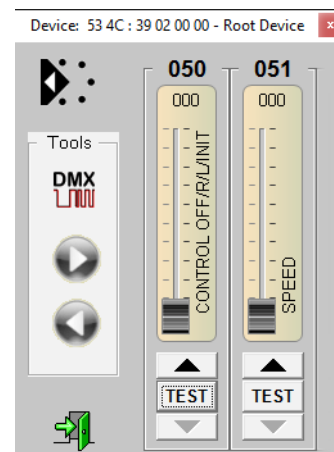 Device: 53 4C : 39 02 00 00 - Root Device
x
050
051
000
000
Tools
DMX
CONTROL OFF/R/L/INIT
SPEED
TEST
TEST